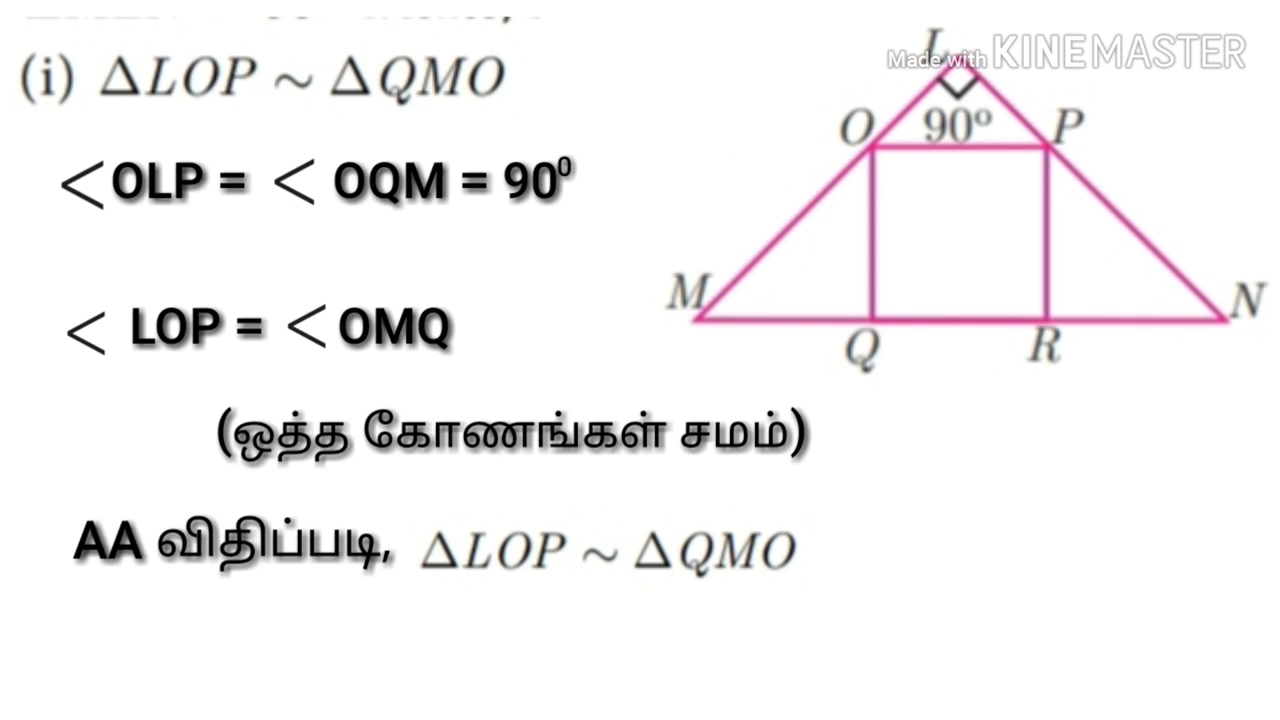 (i) ΔLOP ~ ΔQMO
<OLP = < OQM = 90⁰
< LOP = < OMQ
(ஒத்த கோணங்கள் சமம்)
AA விதிப்படி, ΔLOP ~ ΔQMO
L
Made with KINEMASTER
O 90° P
M
N
Q
R